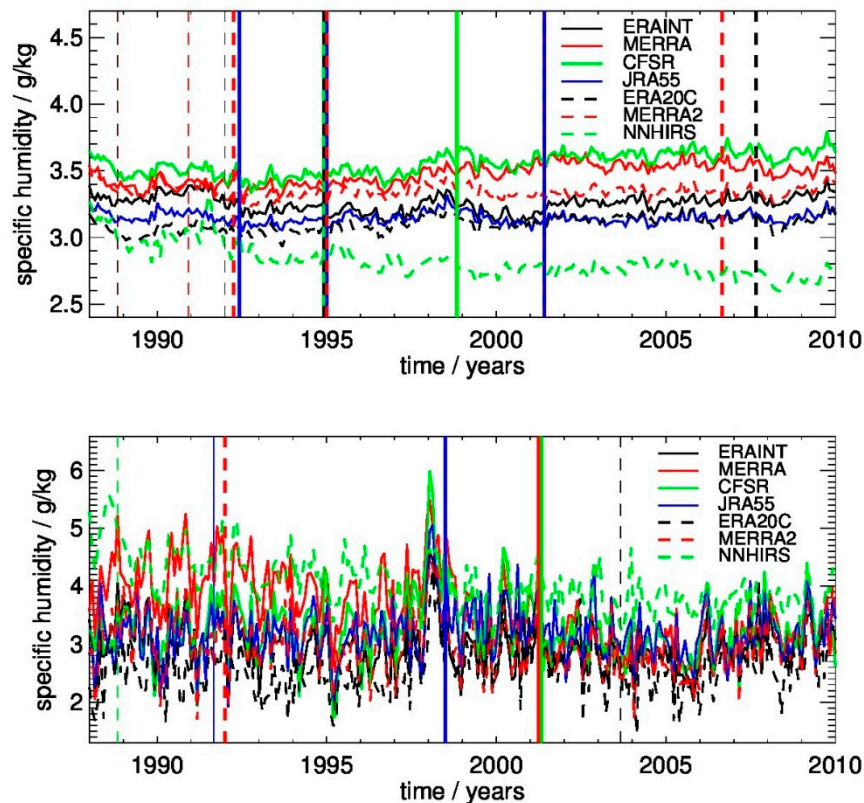 specific humidity / g/kg
4.5
4.0
3.5
3.0
2.5
ERAINT
MERRA
CFSR
JRA55
ERA20C
MERRA2
NNHIRS
1990 1995 2000 2005 2010
time / years
specific humidity / g/kg
6
5
4
3
2
ERAINT
MERRA
CFSR
JRA55
ERA20C
MERRA2
NNHIRS
1990 1995 2000 2005 2010
time / years